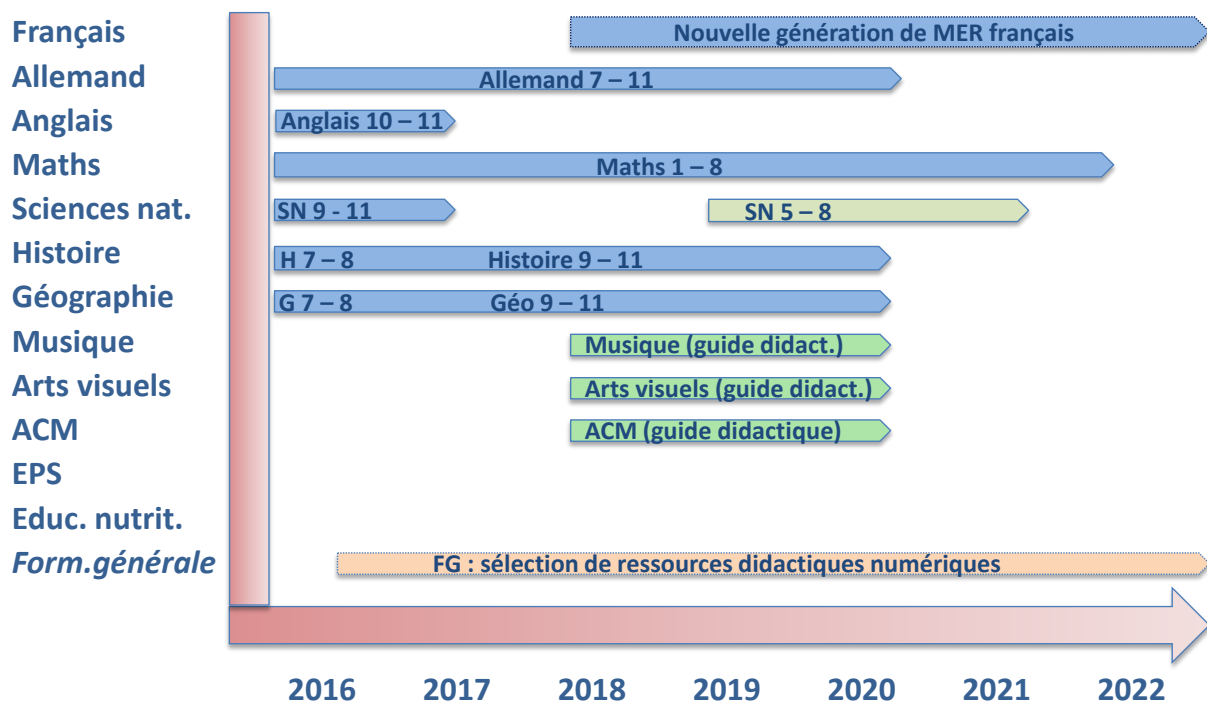 Français Nouvelle génération de MER français
Allemand Allemand 7 – 11
Anglais Anglais 10 – 11
Maths Maths 1 – 8
Sciences nat. SN 9 - 11 SN 5 – 8
Histoire H 7 – 8 Histoire 9 – 11
Géographie G 7 – 8 Géo 9 – 11
Musique Musique (guide didact.)
Arts visuels Arts visuels (guide didact.)
ACM ACM (guide didactique)
EPS
Educ. nutrit.
Form.générale FG : sélection de ressources didactiques numériques
2016 2017 2018 2019 2020 2021 2022